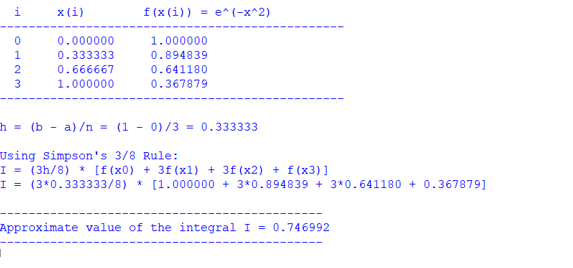 i x(i) f(x(i)) = e^(-x^2)
-----------------------------------------------
0 0.000000 1.000000
1 0.333333 0.894839
2 0.666667 0.641180
3 1.000000 0.367879
-----------------------------------------------
h = (b - a)/n = (1 - 0)/3 = 0.333333
Using Simpson's 3/8 Rule:
I = (3h/8) * [f(x0) + 3f(x1) + 3f(x2) + f(x3)]
I = (3*0.333333/8) * [1.000000 + 3*0.894839 + 3*0.641180 + 0.367879]
--------------------------------------------
Approximate value of the integral I = 0.746992
--------------------------------------------